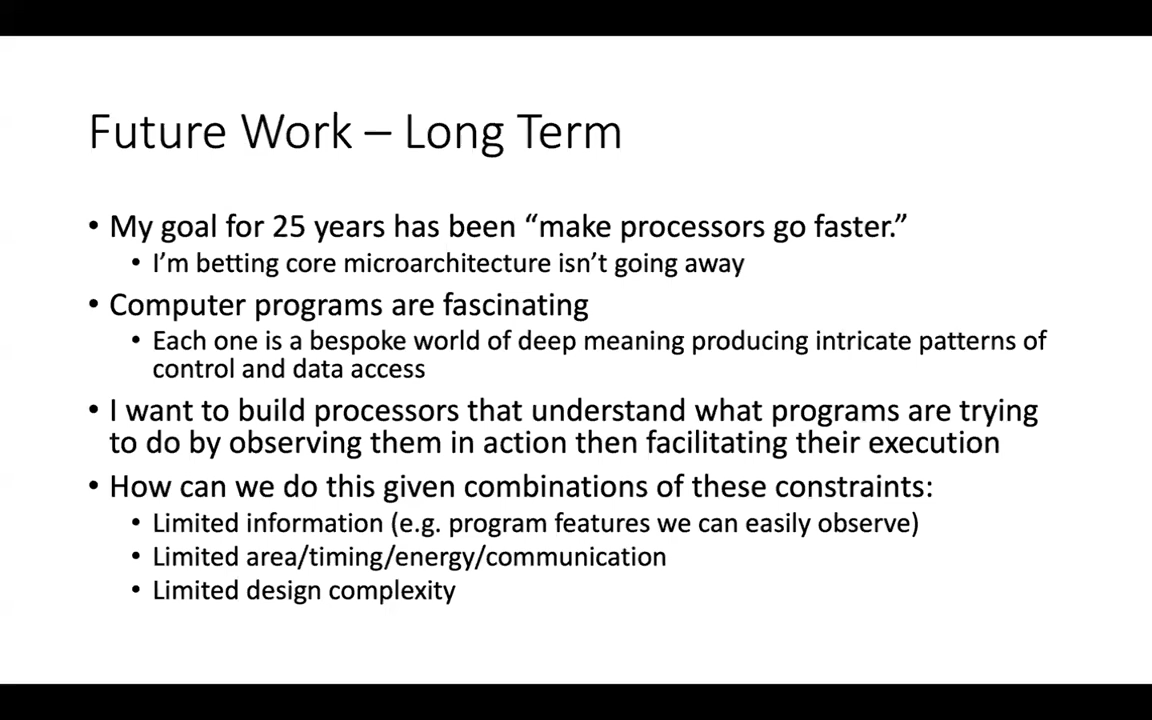 Future Work – Long Term
• My goal for 25 years has been “make processors go faster.”
• I’m betting core microarchitecture isn’t going away
• Computer programs are fascinating
• Each one is a bespoke world of deep meaning producing intricate patterns of
control and data access
• I want to build processors that understand what programs are trying
to do by observing them in action then facilitating their execution
• How can we do this given combinations of these constraints:
• Limited information (e.g. program features we can easily observe)
• Limited area/timing/energy/communication
• Limited design complexity